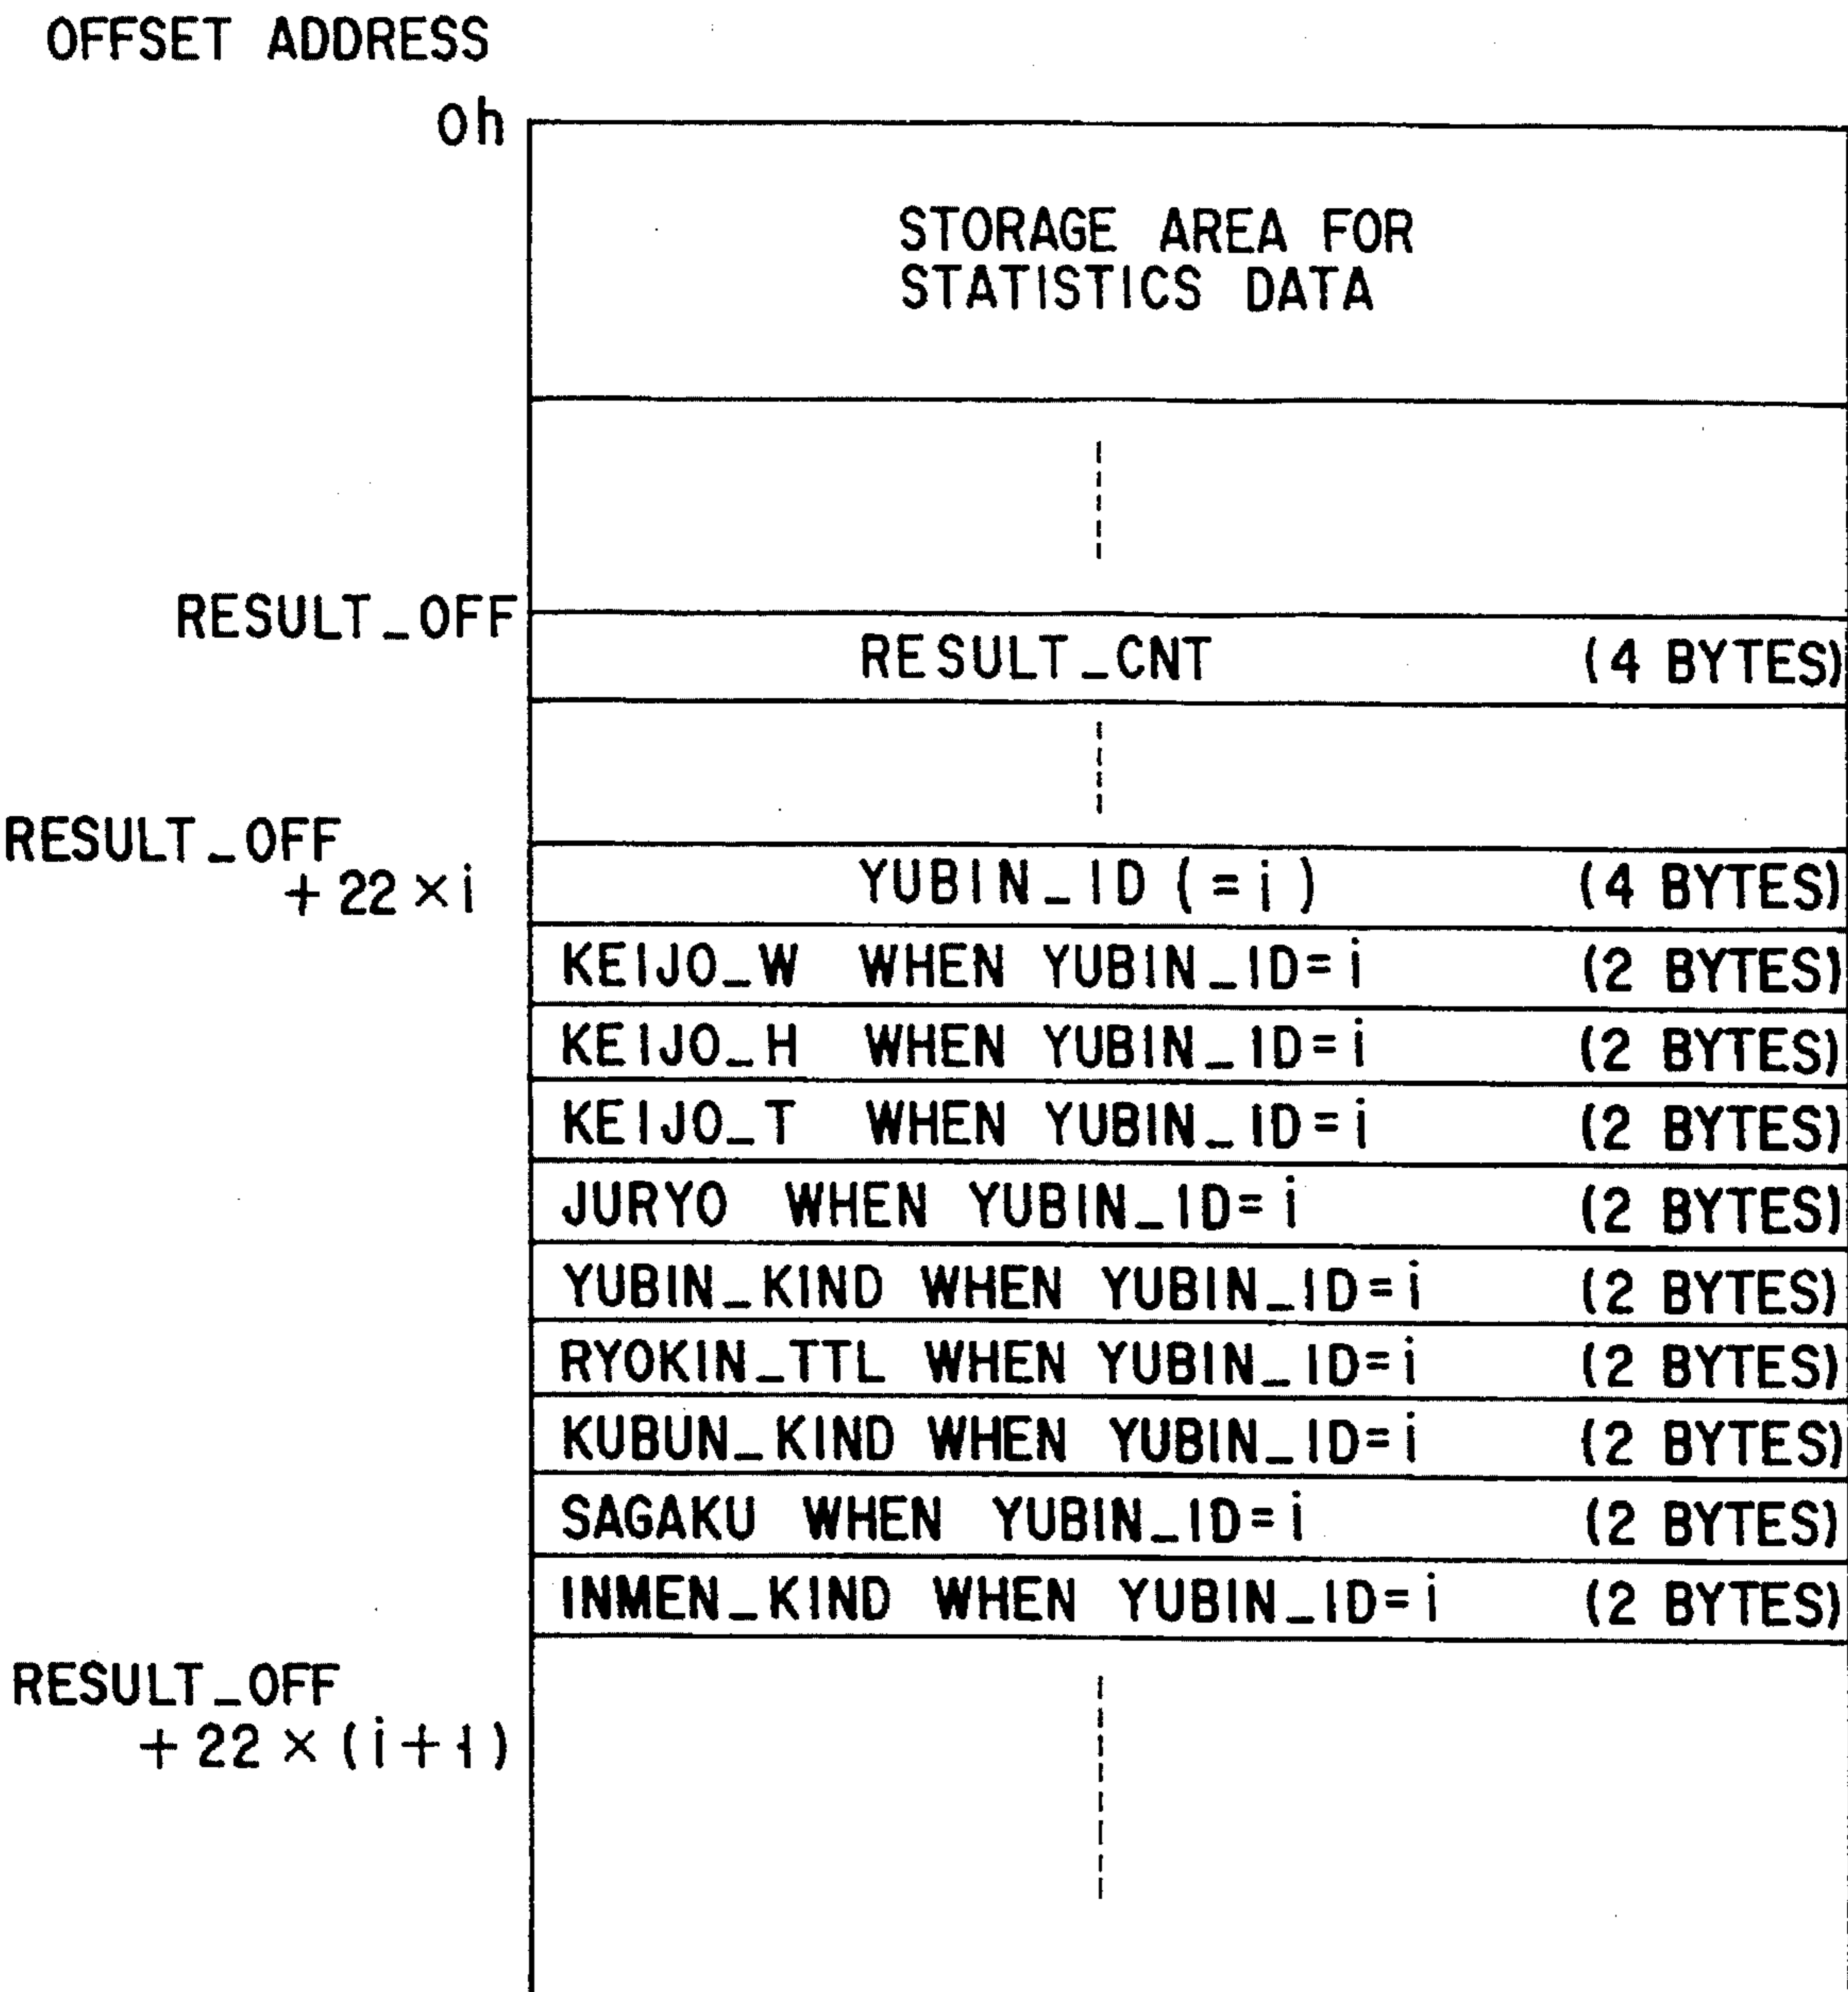 OFFSET ADDRESS
0h
STORAGE AREA FOR
STATISTICS DATA
RESULT_OFF
RESULT_CNT (4 BYTES)
RESULT_OFF
+22×i
YUBIN_ID (=i) (4 BYTES)
KEIJO_W WHEN YUBIN_ID=i (2 BYTES)
KEIJO_H WHEN YUBIN_ID=i (2 BYTES)
KEIJO_T WHEN YUBIN_ID=i (2 BYTES)
JURYO WHEN YUBIN_ID=i (2 BYTES)
YUBIN_KIND WHEN YUBIN_ID=i (2 BYTES)
RYOKIN_TTL WHEN YUBIN_ID=i (2 BYTES)
KUBUN_KIND WHEN YUBIN_ID=i (2 BYTES)
SAGAKU WHEN YUBIN_ID=i (2 BYTES)
INMEN_KIND WHEN YUBIN_ID=i (2 BYTES)
RESULT_OFF
+22×(i+1)